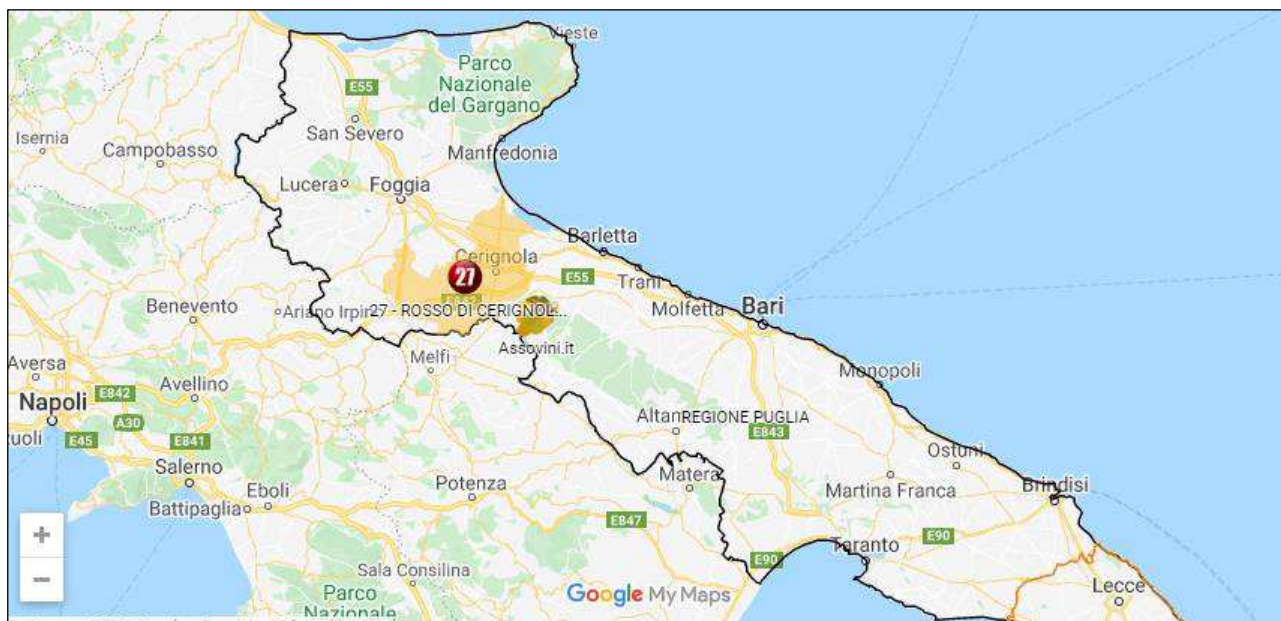 Vieste
Parco
Nazionale
del Gargano
E55
Isernia
San Severo
Campobasso
Manfredonia
Lucera
Foggia
Barletta
Cerignola
27
E55
Trani
Benevento
Ariano Irpin
27 - ROSSO DI CERIGNOL...
Molfetta
Bari
Assovini.it
Melfi
Aversa
Avellino
Monopoli
E842
Napoli
A30
Altam
REGIONE PUGLIA
E45
E841
E843
Salerno
Ostuni
Matera
Potenza
Martina Franca
Brindisi
Eboli
Battipaglia
E847
+
Taranto
E90
E90
−
Sala Consilina
Google My Maps
Lecce
Parco
Nazionale